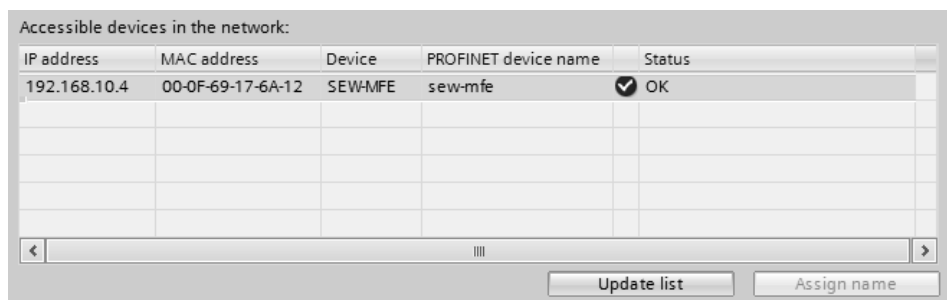 Accessible devices in the network:
IP address MAC address Device PROFINET device name Status
192.168.10.4 00-0F-69-17-6A-12 SEW-MFE sew-mfe OK
Update list Assign name